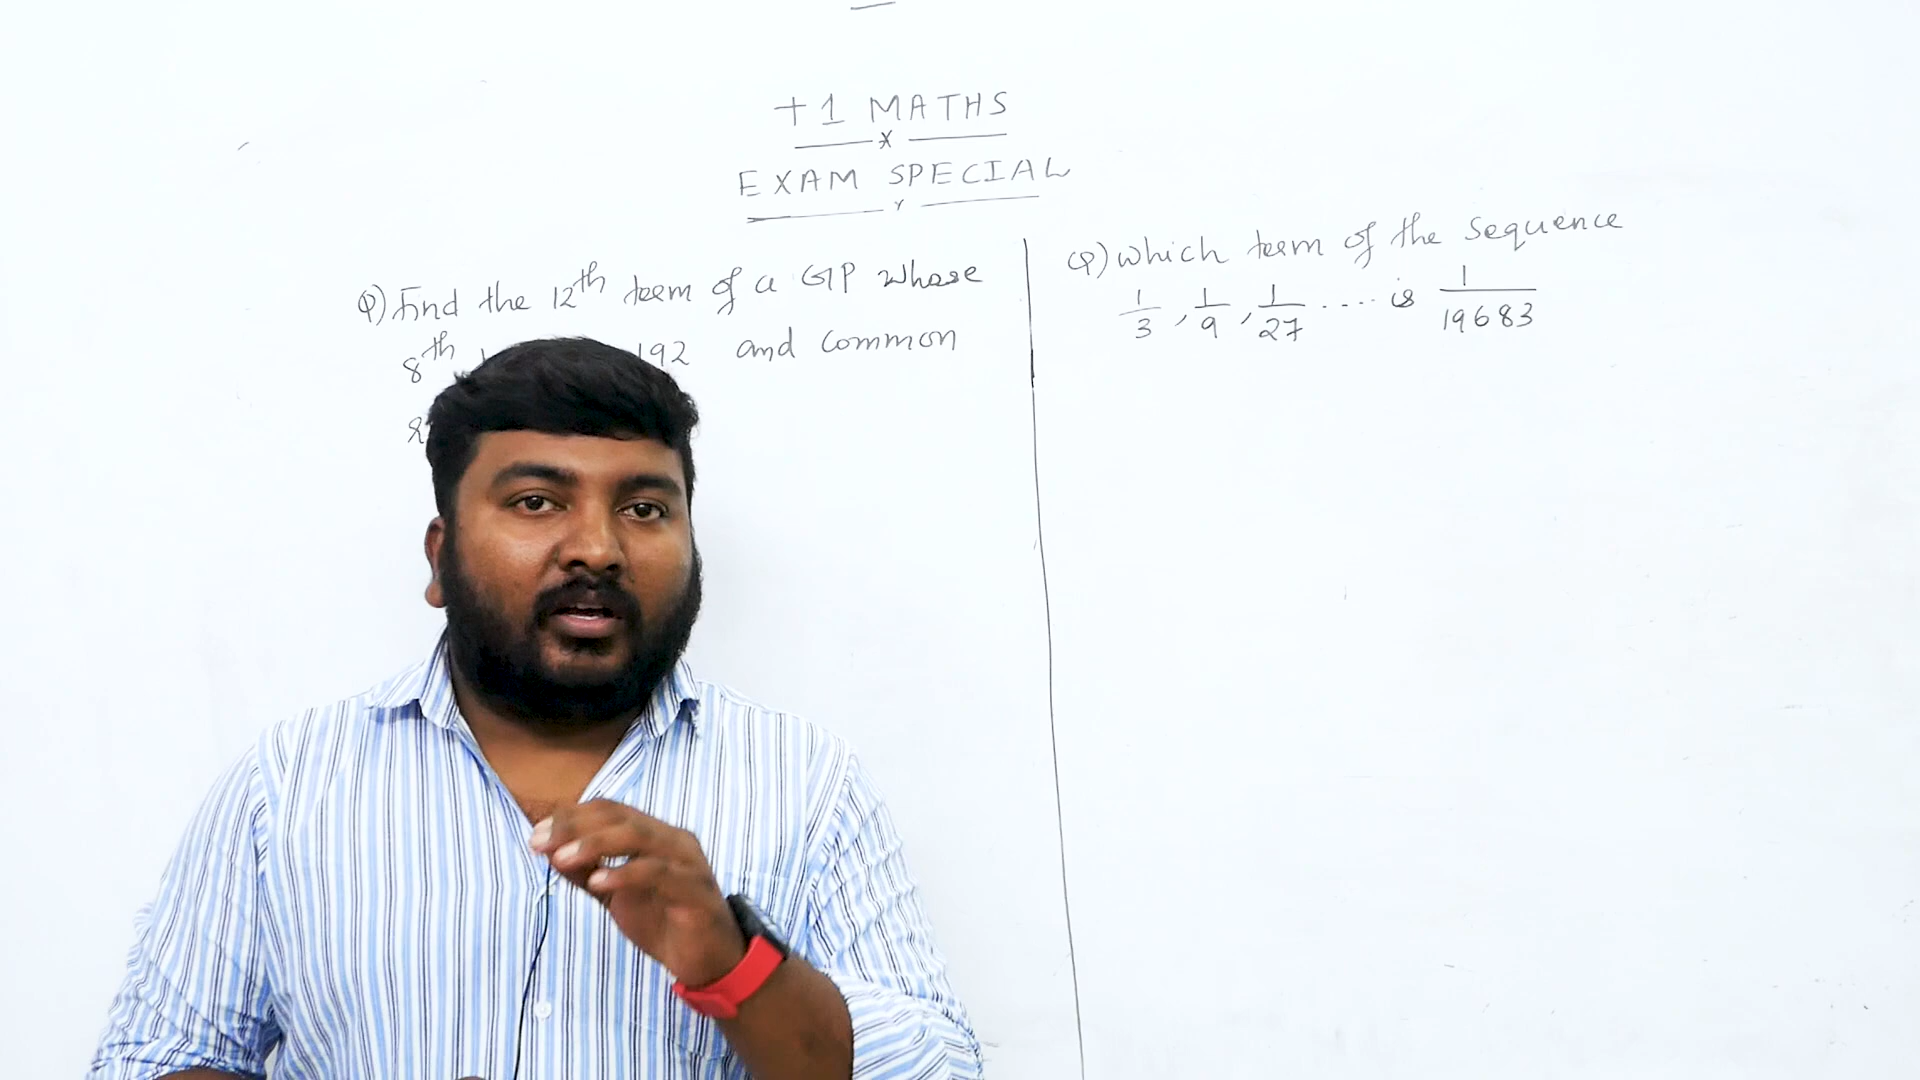 +1 MATHS
EXAM SPECIAL
Q) Find the 12th term of a GP whose
8th 192 and common
Q) which term of the sequence
1/3, 1/9, 1/27 .... is 1/19683